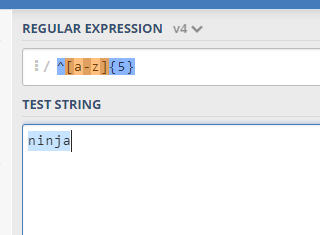 REGULAR EXPRESSION v4
/ ^[a-z]{5}
TEST STRING
ninja